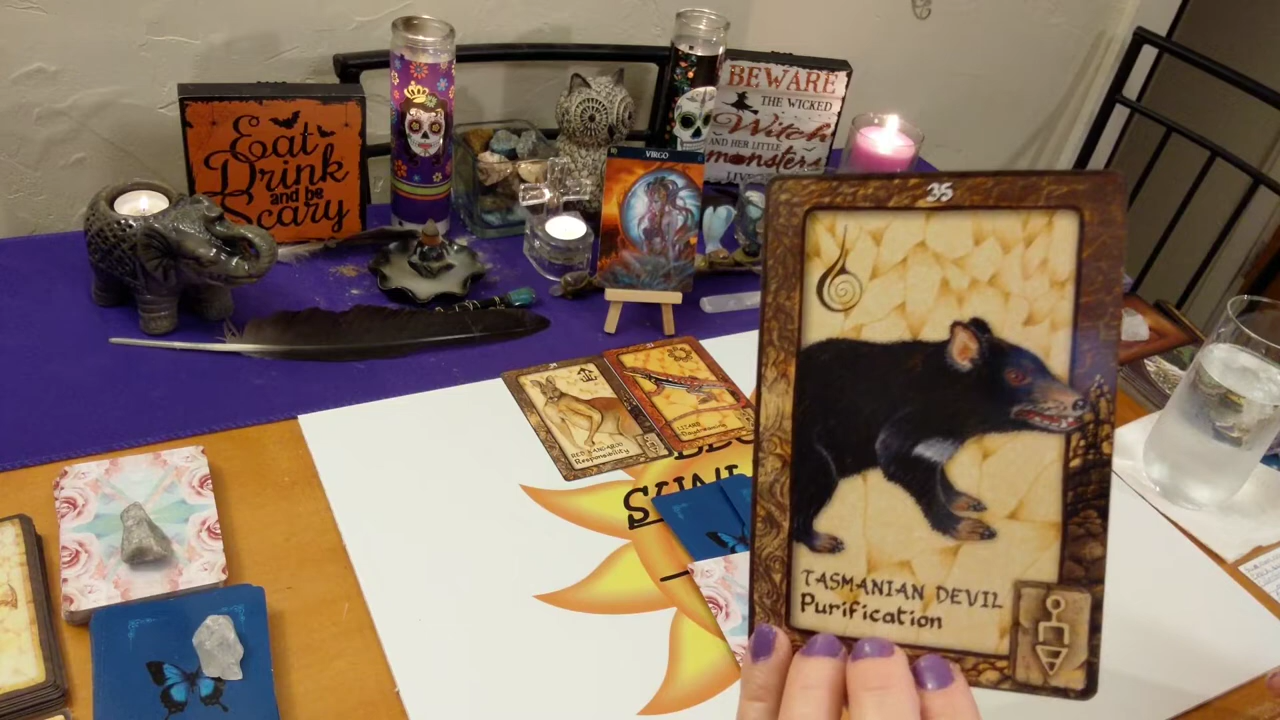 Eat
Drink
and be
Scary
VIRGO
BEWARE
THE WICKED
Witch
AND HER LITTLE
monsters
35
TASMANIAN DEVIL
Purification
RED KANGAROO
Responsibility
LIZARD
Daydreaming